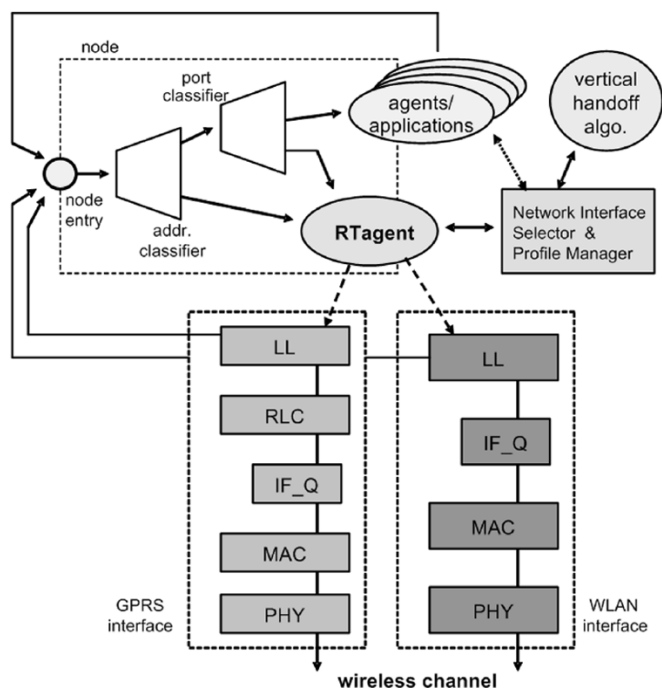 node
port
classifier
agents/
applications
vertical
handoff
algo.
node
entry
addr.
classifier
RTagent
Network Interface
Selector &
Profile Manager
LL
RLC
IF_Q
MAC
PHY
GPRS
interface
LL
IF_Q
MAC
PHY
WLAN
interface
wireless channel